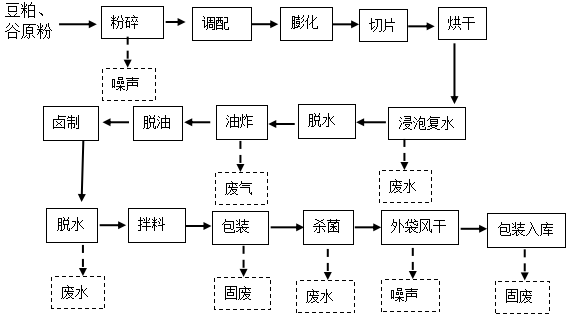 豆粕、
谷原粉
粉碎
调配
膨化
切片
烘干
噪声
卤制
脱油
油炸
脱水
浸泡复水
废气
废水
脱水
拌料
包装
杀菌
外袋风干
包装入库
废水
固废
废水
噪声
固废